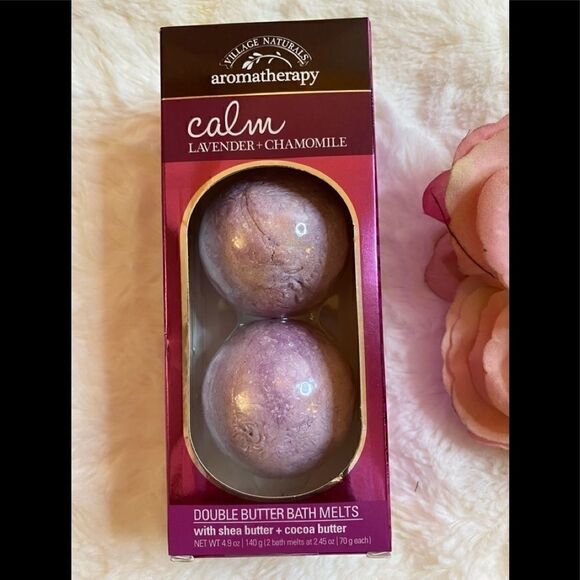 VILLAGE NATURALS
aromatherapy
calm
LAVENDER + CHAMOMILE
DOUBLE BUTTER BATH MELTS
with shea butter + cocoa butter
NET WT 4.9 oz | 140 g (2 bath melts at 2.45 oz | 70 g each)